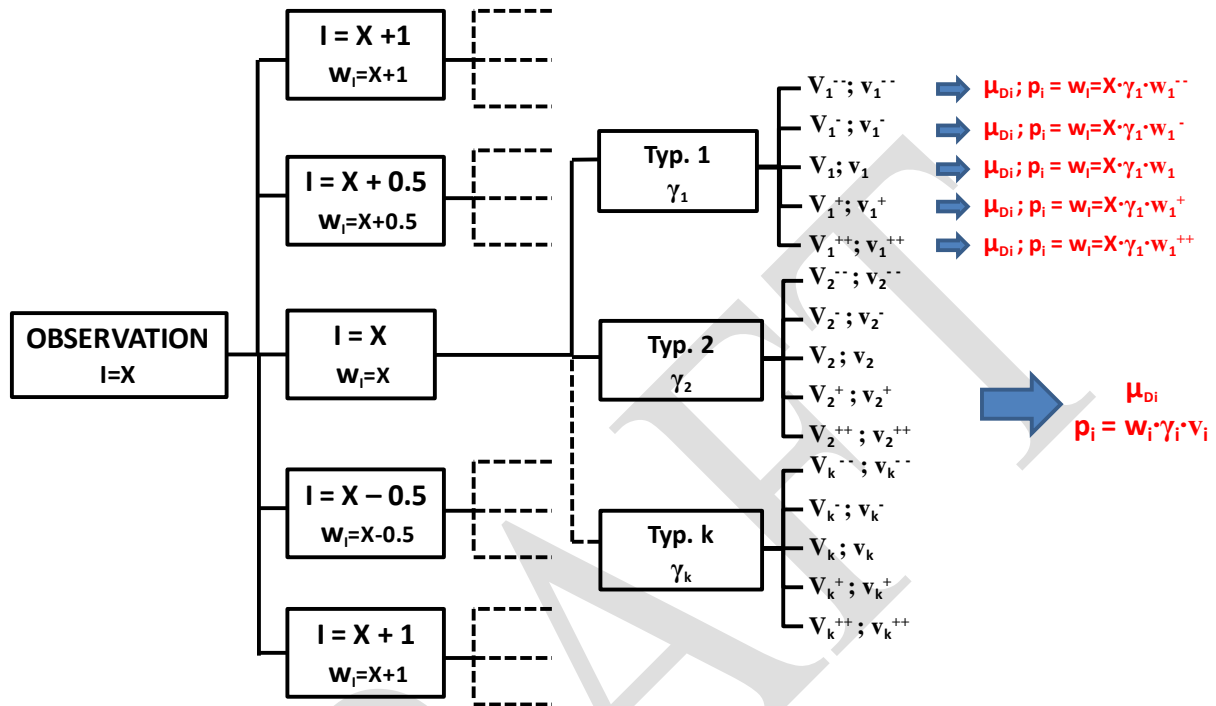 OBSERVATION
I=X
I = X +1
wI=X+1
I = X + 0.5
wI=X+0.5
I = X
wI=X
I = X – 0.5
wI=X-0.5
I = X + 1
wI=X+1
Typ. 1
γ1
Typ. 2
γ2
Typ. k
γk
V1--; v1--
V1-; v1-
V1; v1
V1+; v1+
V1++; v1++
V2--; v2--
V2-; v2-
V2; v2
V2+; v2+
V2++; v2++
Vk--; vk--
Vk-; vk-
Vk; vk
Vk+; vk+
Vk++; vk++
μDi; pi = wI=X·γ1·w1--
μDi; pi = wI=X·γ1·w1-
μDi; pi = wI=X·γ1·w1
μDi; pi = wI=X·γ1·w1+
μDi; pi = wI=X·γ1·w1++
μDi
pi = wi·γi·vi
DRAFT